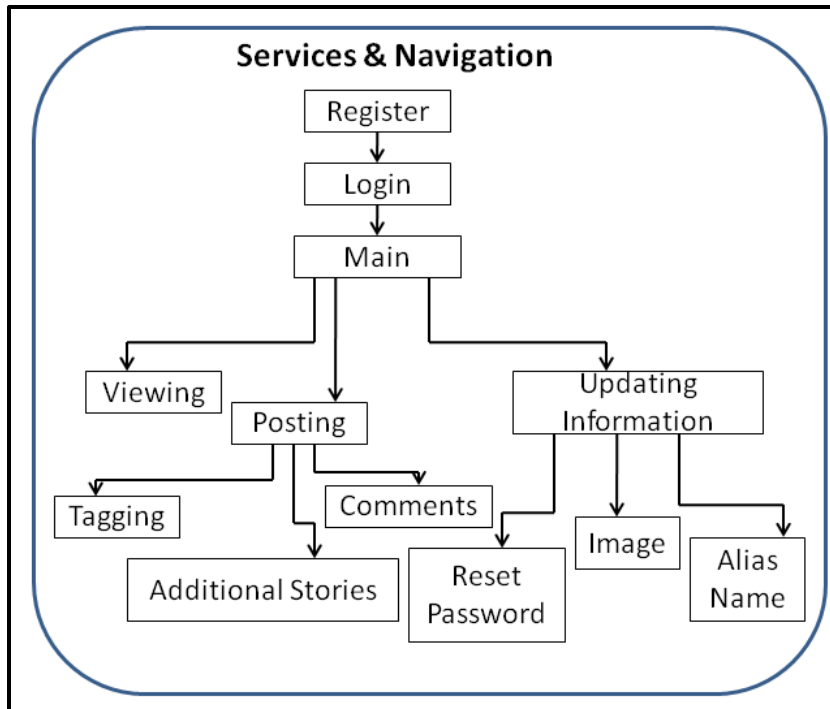 Services & Navigation
Register
Login
Main
Viewing
Updating
Information
Posting
Tagging
Comments
Additional Stories
Reset
Password
Image
Alias
Name